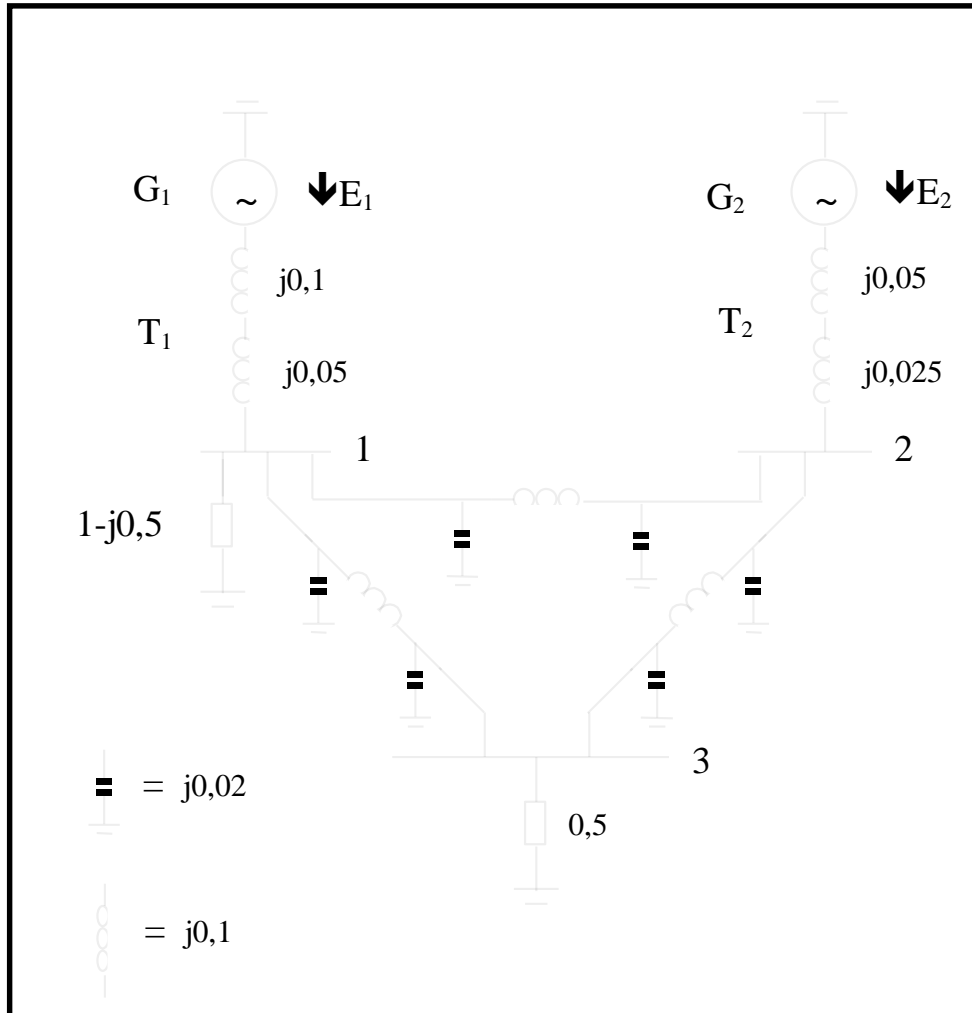 G₁
~
E₁
G₂
~
E₂
j0,1
j0,05
T₁
T₂
j0,05
j0,025
1
2
1-j0,5
3
= j0,02
0,5
= j0,1